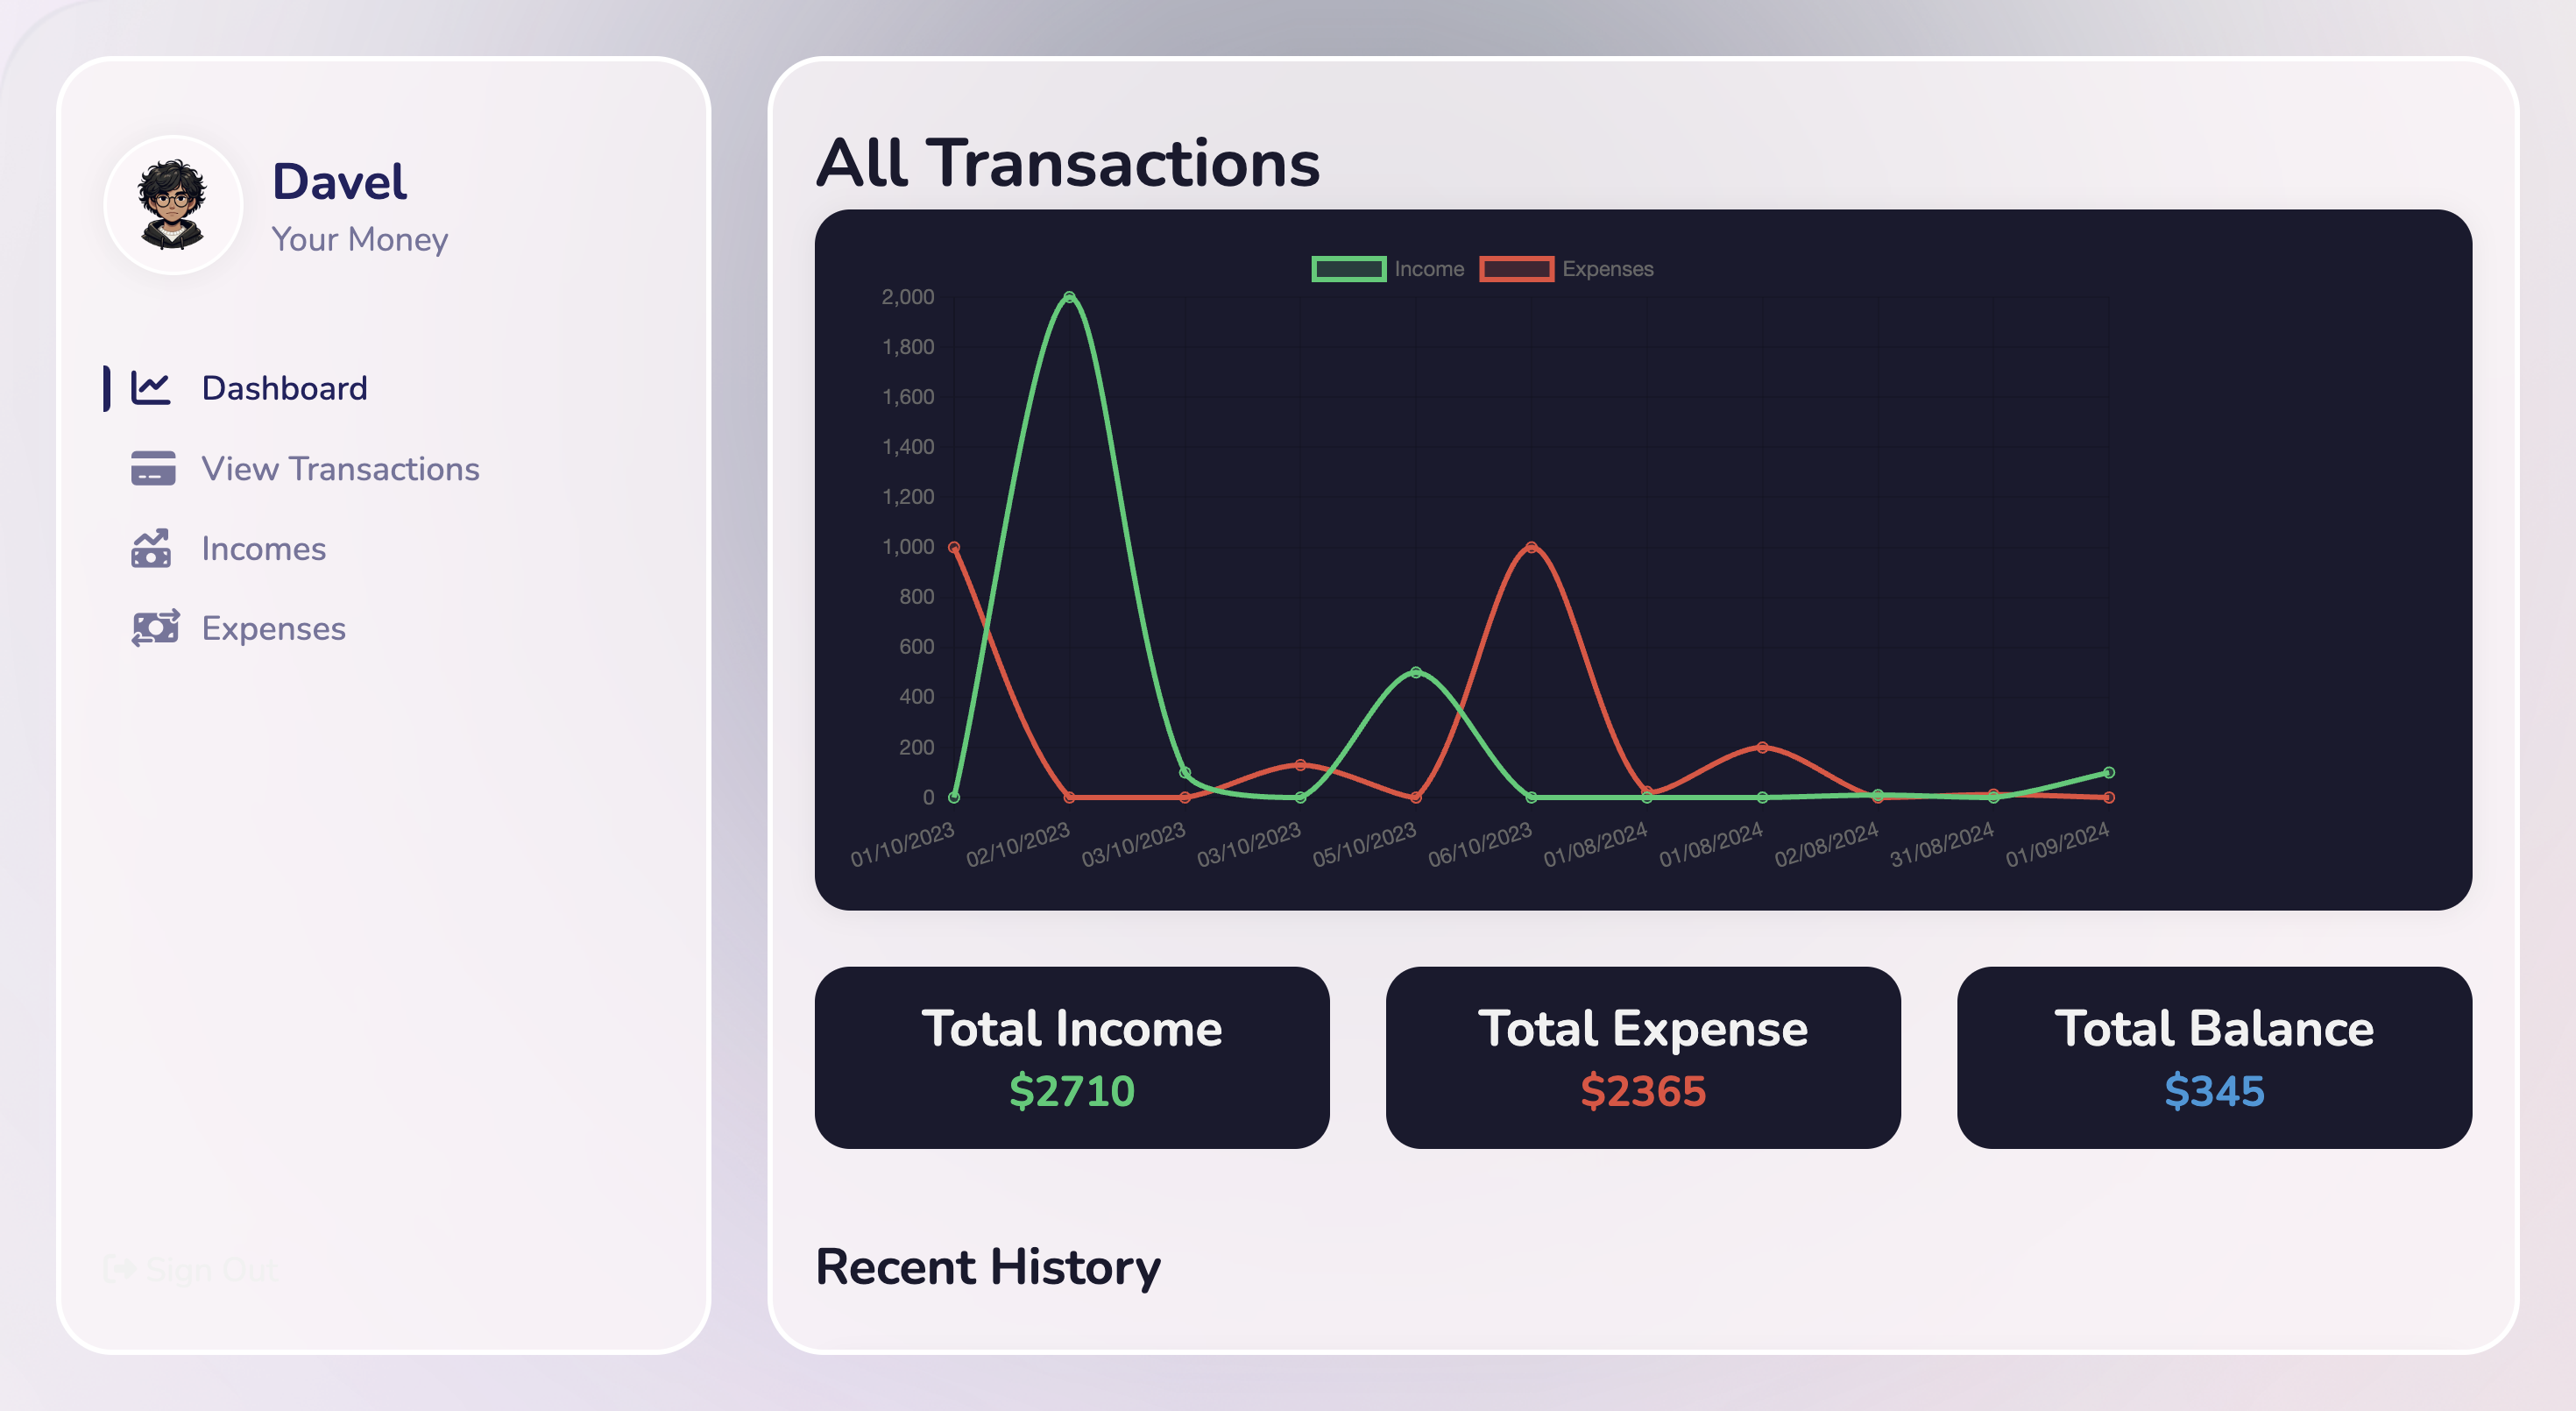 Davel
Your Money
Dashboard
View Transactions
Incomes
Expenses
Sign Out
All Transactions
Income Expenses
2,000
1,800
1,600
1,400
1,200
1,000
800
600
400
200
0
01/10/2023 02/10/2023 03/10/2023 03/10/2023 05/10/2023 06/10/2023 01/08/2024 01/08/2024 02/08/2024 31/08/2024 01/09/2024
Total Income
$2710
Total Expense
$2365
Total Balance
$345
Recent History